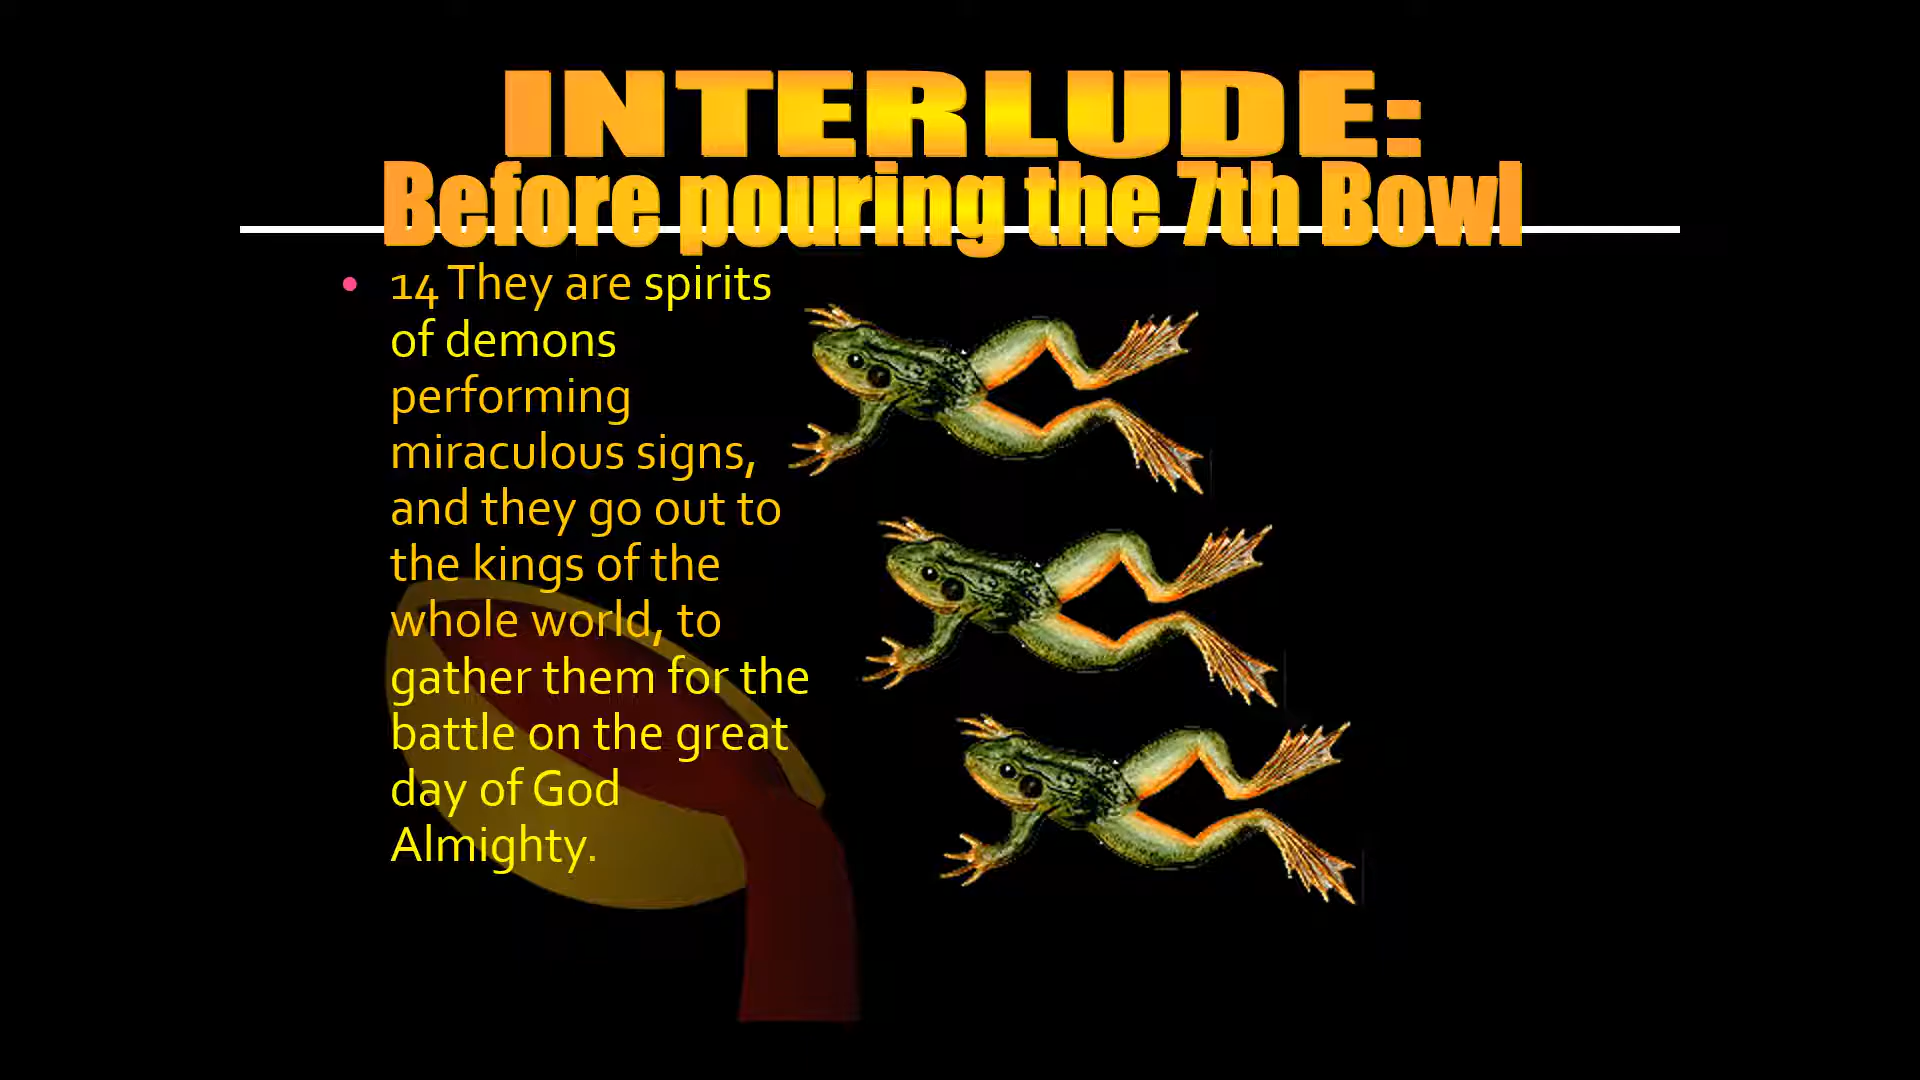 INTERLUDE:
Before pouring the 7th Bowl
• 14 They are spirits
of demons
performing
miraculous signs,
and they go out to
the kings of the
whole world, to
gather them for the
battle on the great
day of God
Almighty.